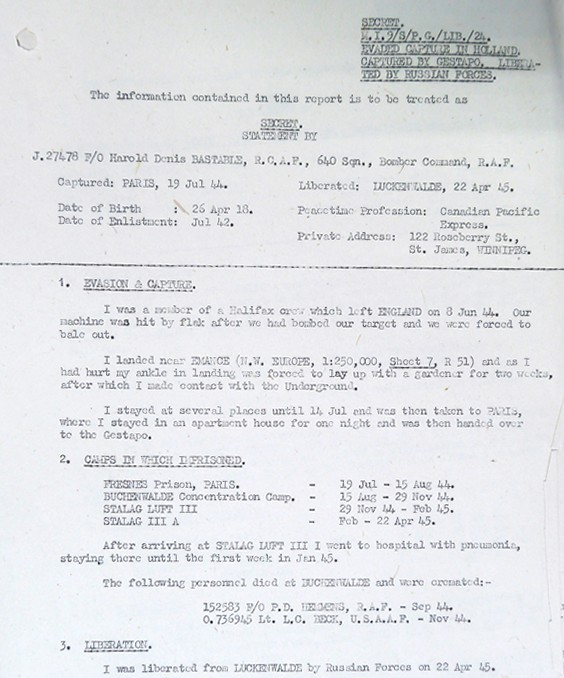 SECRET.
M.I.9/S/P.G./LIB./24.
EVADED CAPTURE IN HOLLAND.
CAPTURED BY GESTAPO. LIBERA-
TED BY RUSSIAN FORCES.
The information contained in this report is to be treated as
SECRET.
STATEMENT BY
J.27478 F/O Harold Denis BASTABLE, R.C.A.F., 640 Sqn., Bomber Command, R.A.F.
Captured: PARIS, 19 Jul 44.
Liberated: LUCKENWALDE, 22 Apr 45.
Date of Birth : 26 Apr 18.
Date of Enlistment: Jul 42.
Peacetime Profession: Canadian Pacific
Express.
Private Address: 122 Roseberry St.,
St. James, WINNIPEG.
1. EVASION & CAPTURE.
I was a member of a Halifax crew which left ENGLAND on 8 Jun 44. Our
machine was hit by flak after we had bombed our target and we were forced to
bale out.
I landed near EMANCE (N.W. EUROPE, 1:250,000, Sheet 7, R 51) and as I
had hurt my ankle in landing was forced to lay up with a gardener for two weeks,
after which I made contact with the Underground.
I stayed at several places until 14 Jul and was then taken to PARIS,
where I stayed in an apartment house for one night and was then handed over
to the Gestapo.
2. CAMPS IN WHICH IMPRISONED.
FRESNES Prison, PARIS. - 19 Jul - 15 Aug 44.
BUCHENWALDE Concentration Camp. - 15 Aug - 29 Nov 44.
STALAG LUFT III - 29 Nov 44 - Feb 45.
STALAG III A - Feb - 22 Apr 45.
After arriving at STALAG LUFT III I went to hospital with pneumonia,
staying there until the first week in Jan 45.
The following personnel died at BUCHENWALDE and were cremated;-
152583 F/O P.D. HEMMENS, R.A.F. - Sep 44.
0.736945 Lt. L.C. BECK, U.S.A.A.F. - Nov 44.
3. LIBERATION.
I was liberated from LUCKENWALDE by Russian Forces on 22 Apr 45.